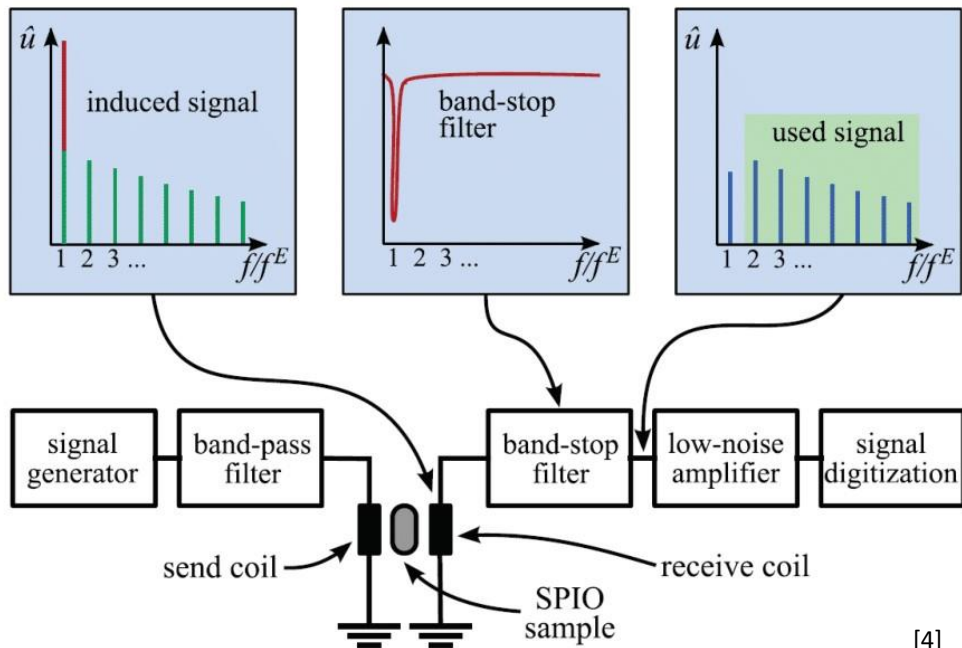 û
induced signal
1 2 3 ...
f/f^E
band-stop
filter
1 2 3 ...
f/f^E
û
used signal
1 2 3 ...
f/f^E
signal
generator
band-pass
filter
band-stop
filter
low-noise
amplifier
signal
digitization
send coil
receive coil
SPIO
sample
[4]